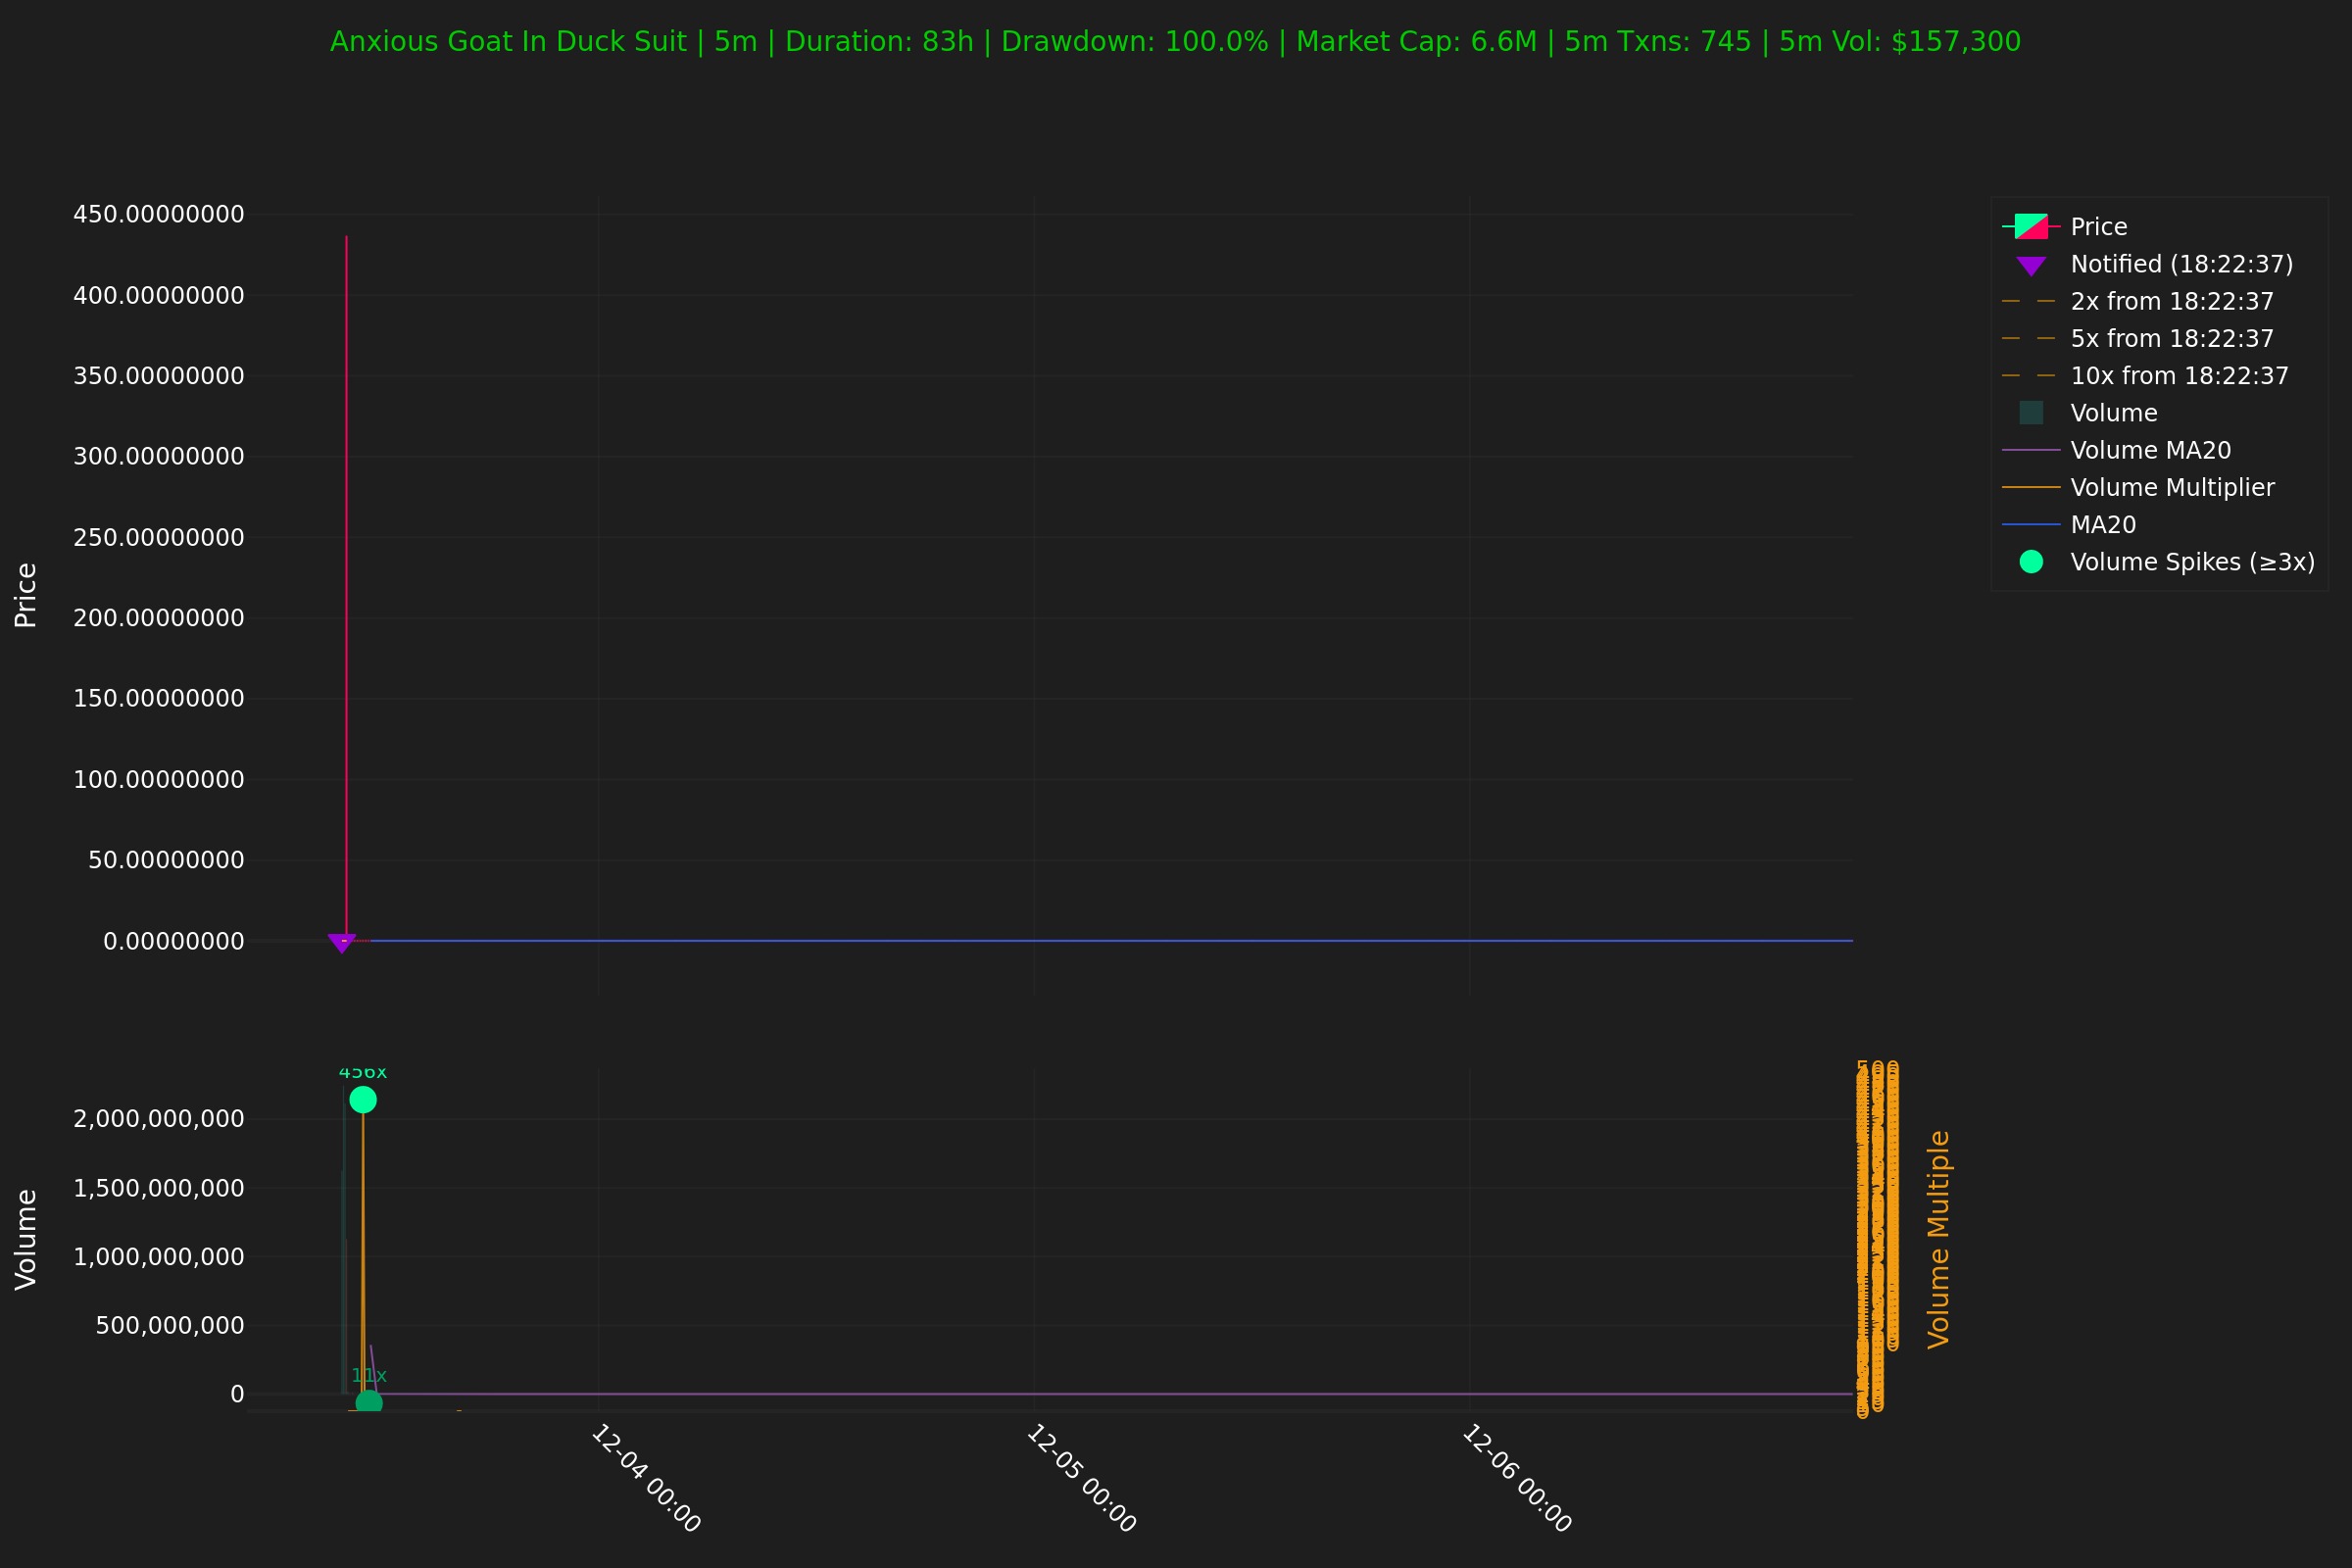 Anxious Goat In Duck Suit | 5m | Duration: 83h | Drawdown: 100.0% | Market Cap: 6.6M | 5m Txns: 745 | 5m Vol: $157,300
450.00000000
400.00000000
350.00000000
300.00000000
250.00000000
200.00000000
150.00000000
100.00000000
50.00000000
0.00000000
Price
Price
Notified (18:22:37)
2x from 18:22:37
5x from 18:22:37
10x from 18:22:37
Volume
Volume MA20
Volume Multiplier
MA20
Volume Spikes (≥3x)
456x
11x
2,000,000,000
1,500,000,000
1,000,000,000
500,000,000
0
Volume
Volume Multiple
12-04 00:00
12-05 00:00
12-06 00:00